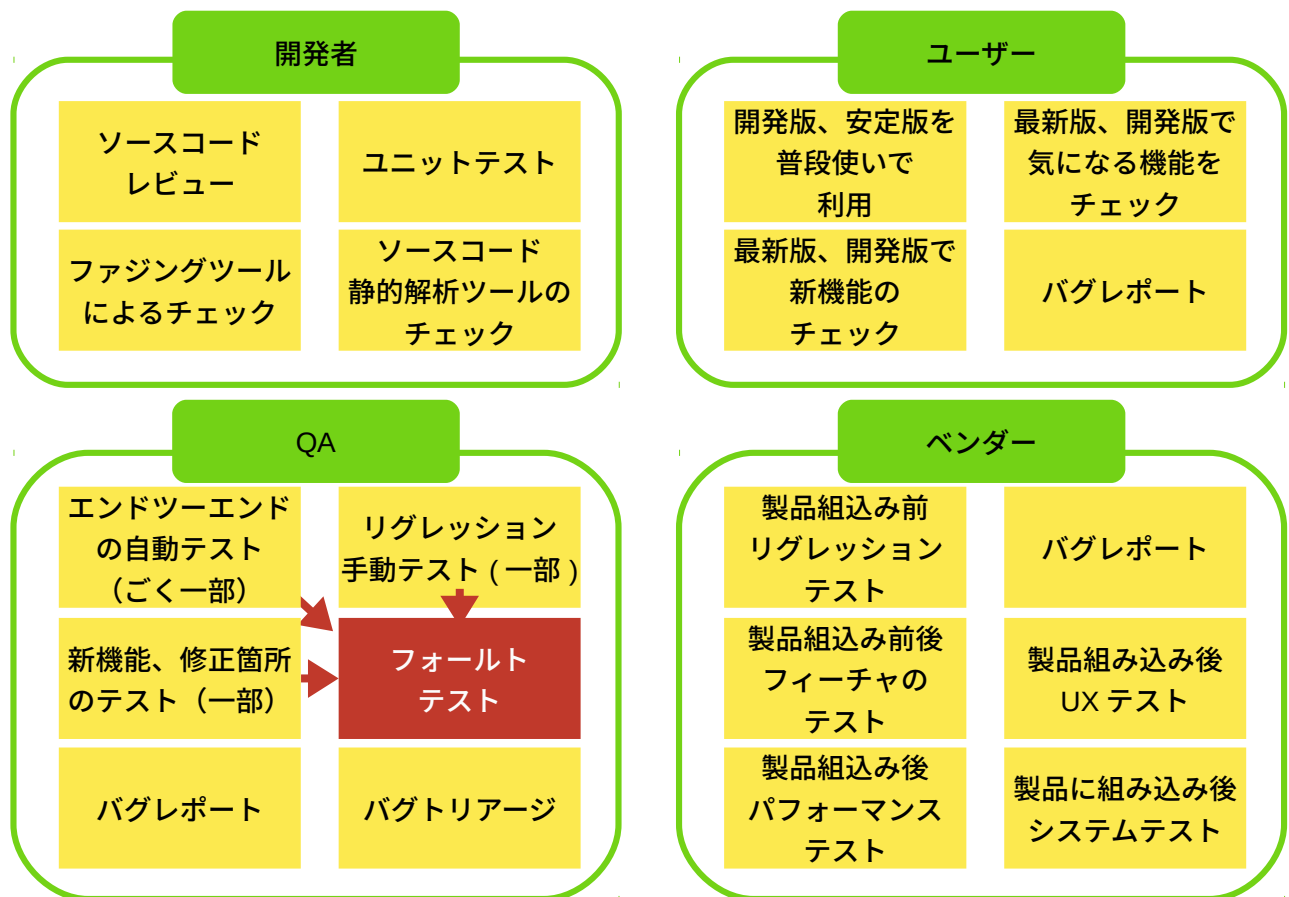 開発者
ソースコード
レビュー
ユニットテスト
ファジングツール
によるチェック
ソースコード
静的解析ツールの
チェック
ユーザー
開発版、安定版を
普段使いで
利用
最新版、開発版で
気になる機能を
チェック
最新版、開発版で
新機能の
チェック
バグレポート
QA
エンドツーエンド
の自動テスト
（ごく一部）
リグレッション
手動テスト ( 一部 )
新機能、修正箇所
のテスト（一部）
フォールト
テスト
バグレポート
バグトリアージ
ベンダー
製品組込み前
リグレッション
テスト
バグレポート
製品組込み前後
フィーチャの
テスト
製品組み込み後
UX テスト
製品組込み後
パフォーマンス
テスト
製品に組み込み後
システムテスト